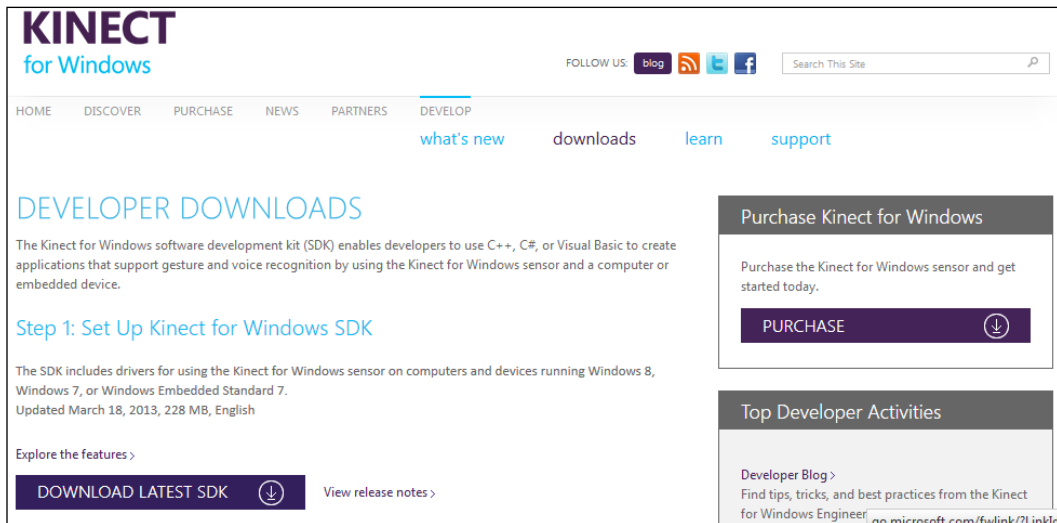 KINECT
for Windows
FOLLOW US: blog
Search This Site
HOME DISCOVER PURCHASE NEWS PARTNERS DEVELOP
what's new downloads learn support
DEVELOPER DOWNLOADS
The Kinect for Windows software development kit (SDK) enables developers to use C++, C#, or Visual Basic to create
applications that support gesture and voice recognition by using the Kinect for Windows sensor and a computer or
embedded device.
Step 1: Set Up Kinect for Windows SDK
The SDK includes drivers for using the Kinect for Windows sensor on computers and devices running Windows 8,
Windows 7, or Windows Embedded Standard 7.
Updated March 18, 2013, 228 MB, English
Explore the features >
DOWNLOAD LATEST SDK
View release notes >
Purchase Kinect for Windows
Purchase the Kinect for Windows sensor and get
started today.
PURCHASE
Top Developer Activities
Developer Blog >
Find tips, tricks, and best practices from the Kinect
for Windows Engineer